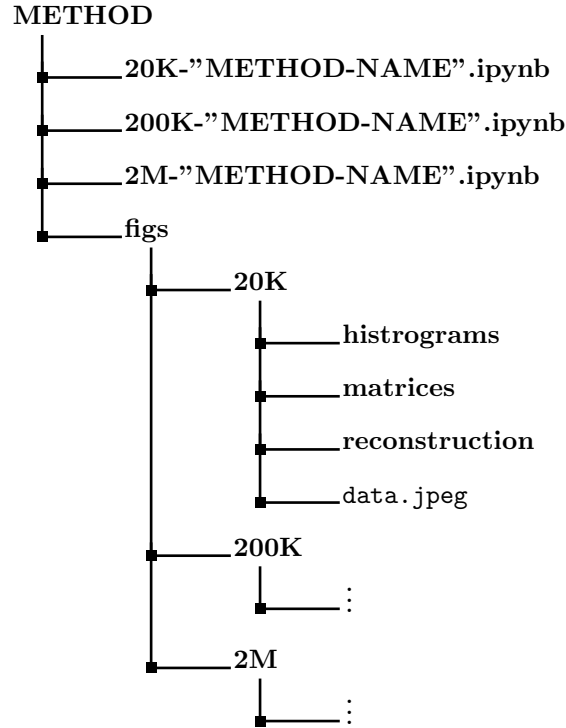 METHOD
20K-”METHOD-NAME”.ipynb
200K-”METHOD-NAME”.ipynb
2M-”METHOD-NAME”.ipynb
figs
20K
histrograms
matrices
reconstruction
data.jpeg
200K
⋮
2M
⋮